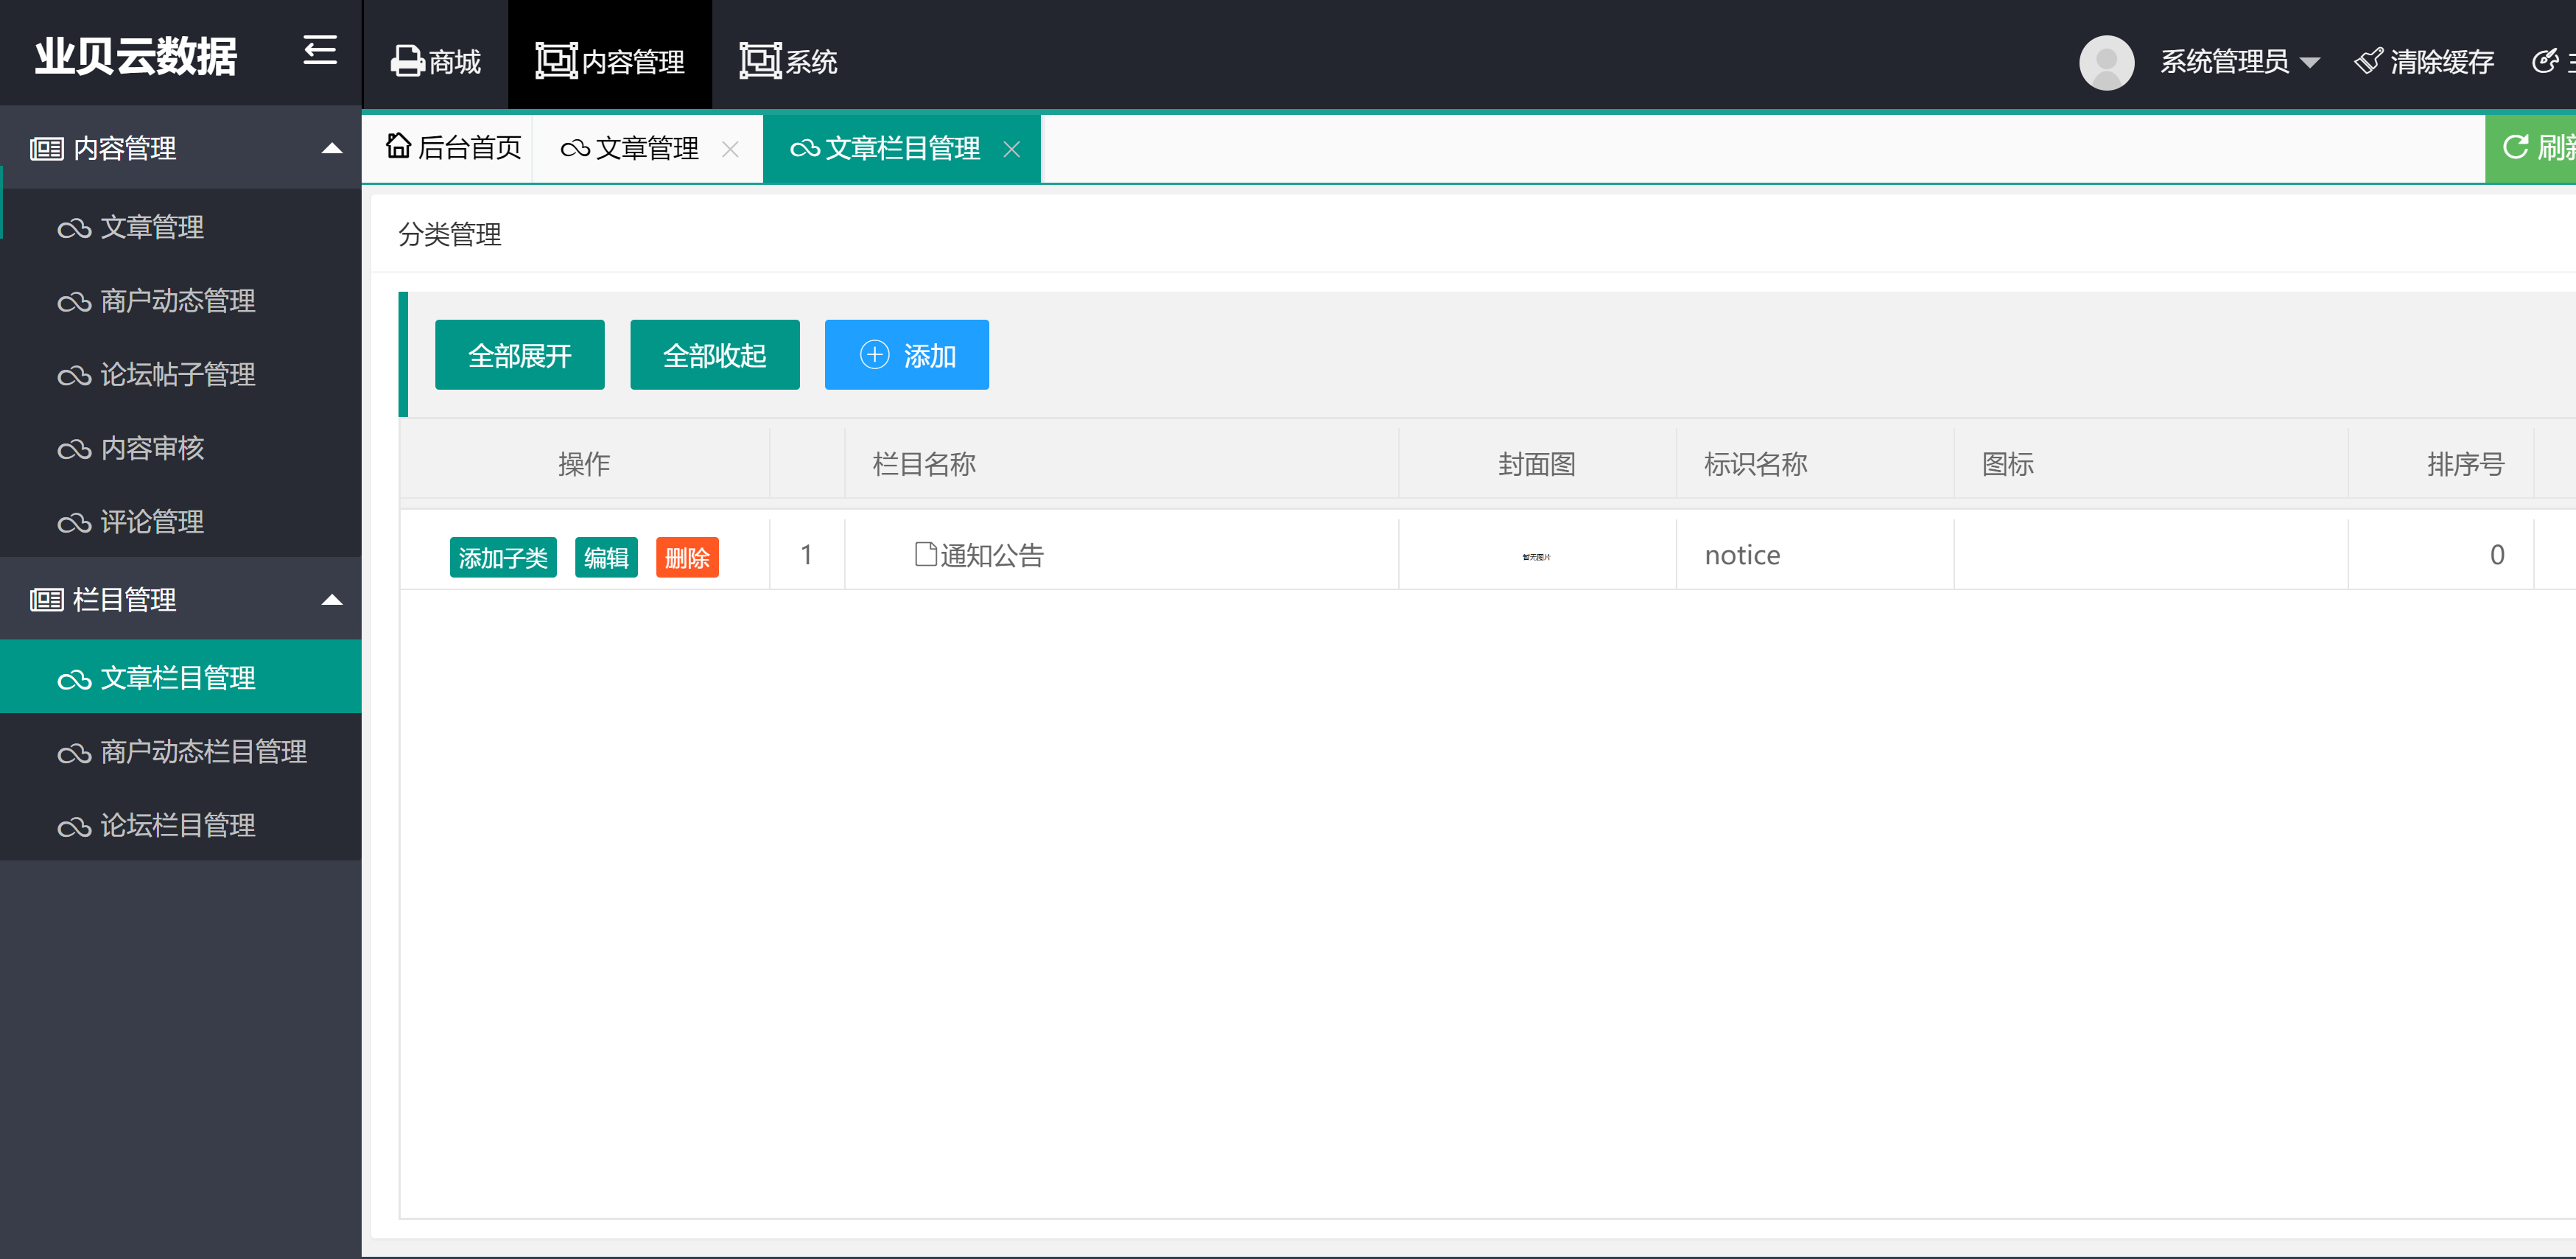 业贝云数据
商城
内容管理
系统
系统管理员
清除缓存
内容管理
文章管理
商户动态管理
论坛帖子管理
内容审核
评论管理
栏目管理
文章栏目管理
商户动态栏目管理
论坛栏目管理
后台首页
文章管理
文章栏目管理
刷新
分类管理
全部展开
全部收起
添加
操作 栏目名称 封面图 标识名称 图标 排序号
添加子类 编辑 删除 1 通知公告 暂无图片 notice 0